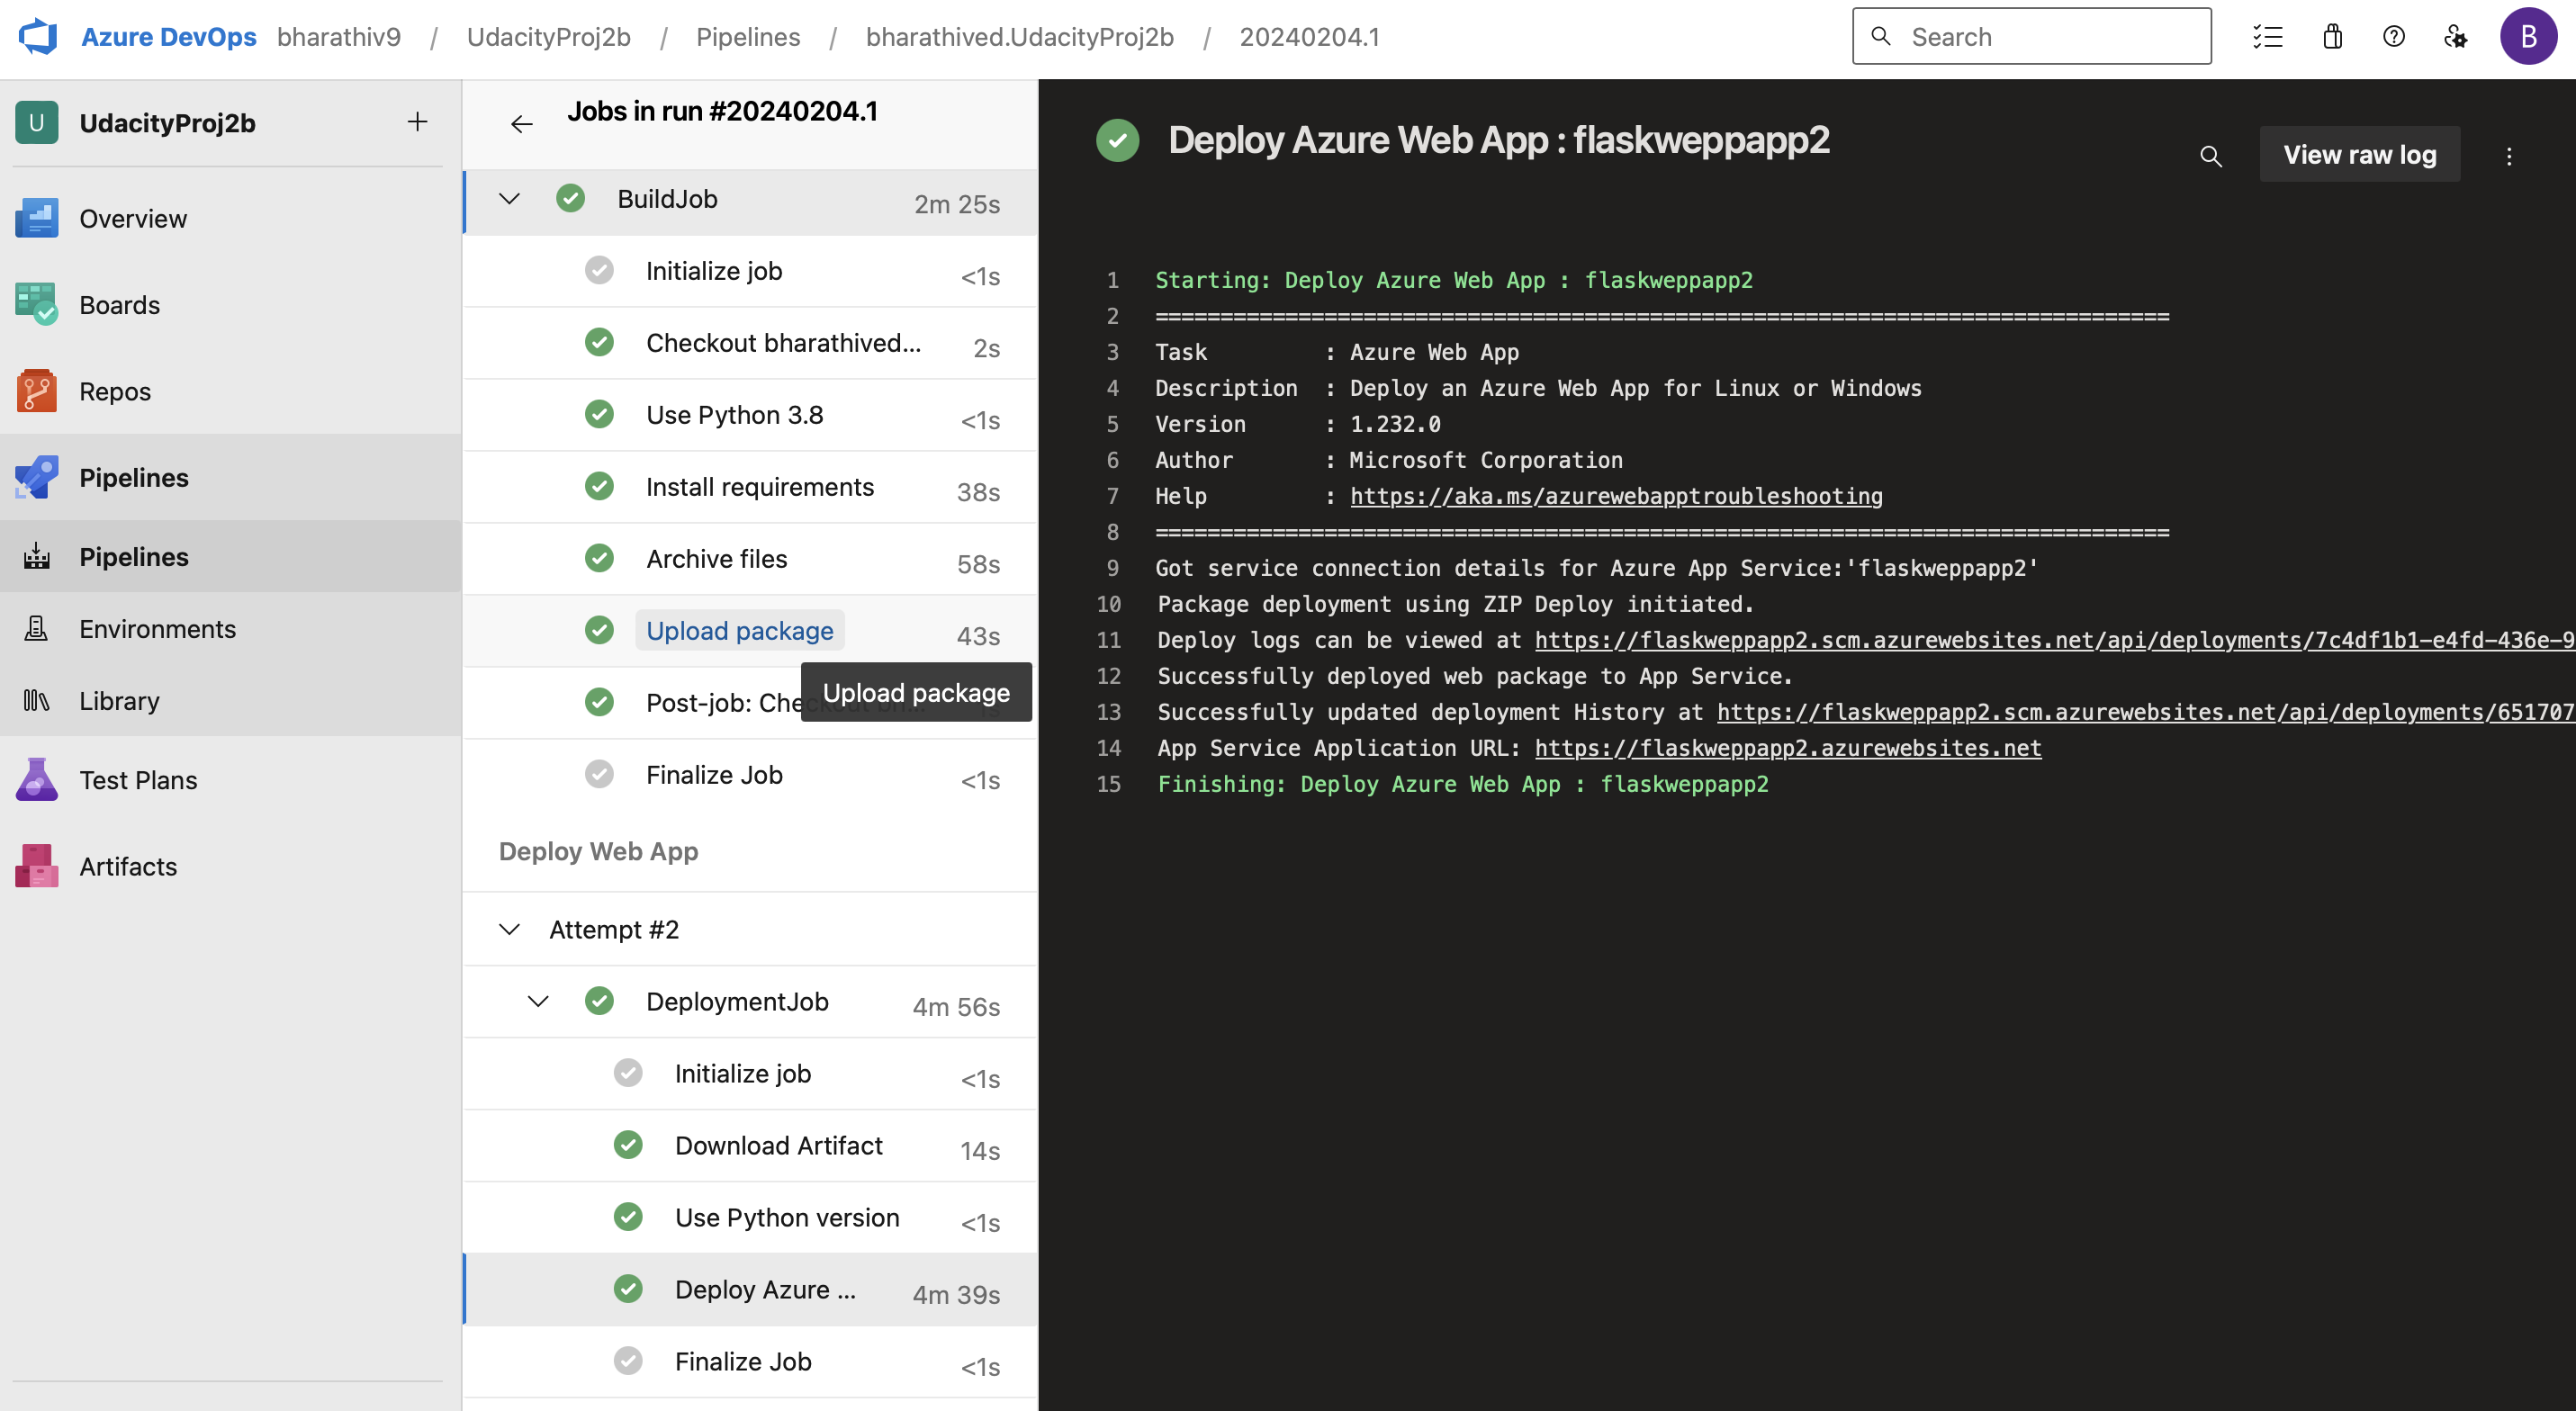 Azure DevOps bharathiv9 / UdacityProj2b / Pipelines / bharathived.UdacityProj2b / 20240204.1
Search
B
U UdacityProj2b +
Overview
Boards
Repos
Pipelines
Pipelines
Environments
Library
Test Plans
Artifacts
Jobs in run #20240204.1
BuildJob 2m 25s
Initialize job <1s
Checkout bharathived... 2s
Use Python 3.8 <1s
Install requirements 38s
Archive files 58s
Upload package 43s
Upload package
Post-job: Checkout bh...
Finalize Job <1s
Deploy Web App
Attempt #2
DeploymentJob 4m 56s
Initialize job <1s
Download Artifact 14s
Use Python version <1s
Deploy Azure ... 4m 39s
Finalize Job <1s
Deploy Azure Web App : flaskweppapp2
View raw log
1 Starting: Deploy Azure Web App : flaskweppapp2
2 ==============================================================================
3 Task : Azure Web App
4 Description : Deploy an Azure Web App for Linux or Windows
5 Version : 1.232.0
6 Author : Microsoft Corporation
7 Help : https://aka.ms/azurewebapptroubleshooting
8 ==============================================================================
9 Got service connection details for Azure App Service:'flaskweppapp2'
10 Package deployment using ZIP Deploy initiated.
11 Deploy logs can be viewed at https://flaskweppapp2.scm.azurewebsites.net/api/deployments/7c4df1b1-e4fd-436e-9
12 Successfully deployed web package to App Service.
13 Successfully updated deployment History at https://flaskweppapp2.scm.azurewebsites.net/api/deployments/651707
14 App Service Application URL: https://flaskweppapp2.azurewebsites.net
15 Finishing: Deploy Azure Web App : flaskweppapp2